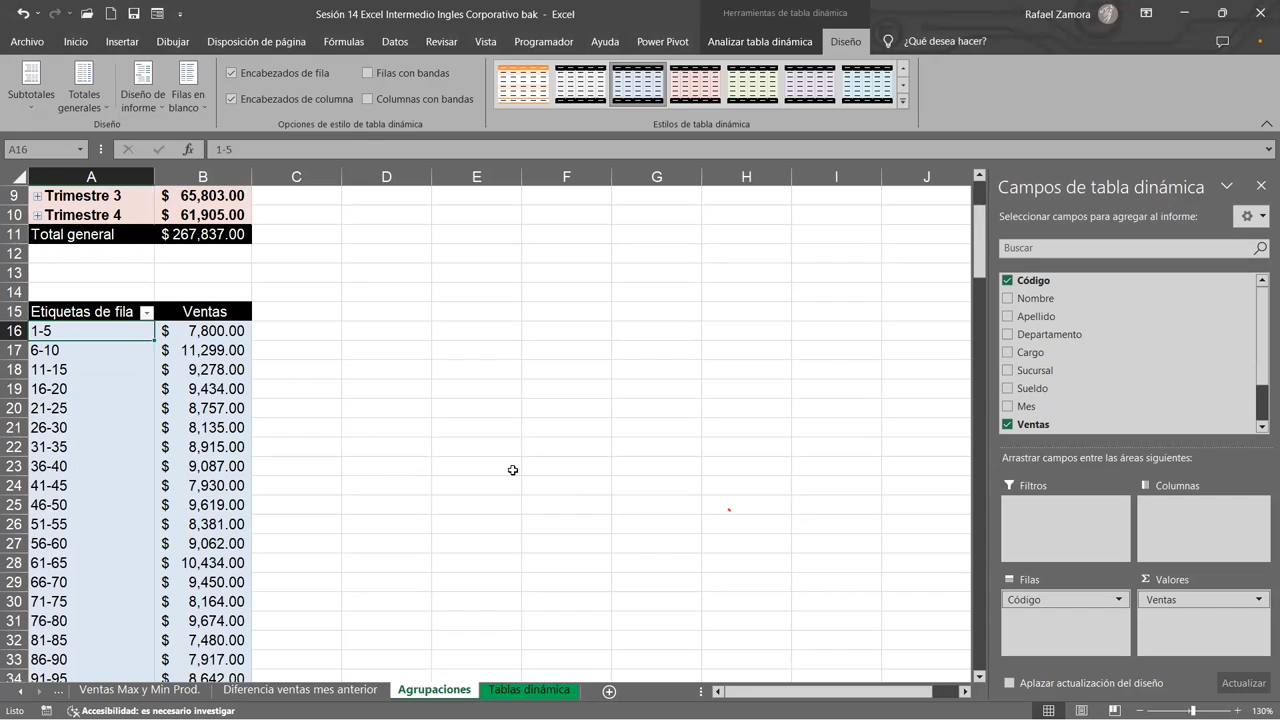 Sesión 14 Excel Intermedio Ingles Corporativo bak - Excel
Herramientas de tabla dinámica
Rafael Zamora
Archivo Inicio Insertar Dibujar Disposición de página Fórmulas Datos Revisar Vista Programador Ayuda Power Pivot Analizar tabla dinámica Diseño ¿Qué desea hacer?
Subtotales
Totales generales
Diseño de informe
Filas en blanco
Diseño
Encabezados de fila
Filas con bandas
Encabezados de columna
Columnas con bandas
Opciones de estilo de tabla dinámica
Estilos de tabla dinámica
A16 fx 1-5
A B C D E F G H I J
9 Trimestre 3 $ 65,803.00
10 Trimestre 4 $ 61,905.00
11 Total general $ 267,837.00
12
13
14
15 Etiquetas de fila Ventas
16 1-5 $ 7,800.00
17 6-10 $ 11,299.00
18 11-15 $ 9,278.00
19 16-20 $ 9,434.00
20 21-25 $ 8,757.00
21 26-30 $ 8,135.00
22 31-35 $ 8,915.00
23 36-40 $ 9,087.00
24 41-45 $ 7,930.00
25 46-50 $ 9,619.00
26 51-55 $ 8,381.00
27 56-60 $ 9,062.00
28 61-65 $ 10,434.00
29 66-70 $ 9,450.00
30 71-75 $ 8,164.00
31 76-80 $ 9,674.00
32 81-85 $ 7,480.00
33 86-90 $ 7,917.00
34 91-95 $ 8,642.00
Campos de tabla dinámica
Seleccionar campos para agregar al informe:
Buscar
Código
Nombre
Apellido
Departamento
Cargo
Sucursal
Sueldo
Mes
Ventas
Arrastrar campos entre las áreas siguientes:
Filtros
Columnas
Filas
Σ Valores
Código
Ventas
Aplazar actualización del diseño
Actualizar
... Ventas Max y Min Prod. Diferencia ventas mes anterior Agrupaciones Tablas dinámica
Listo Accesibilidad: es necesario investigar 130%